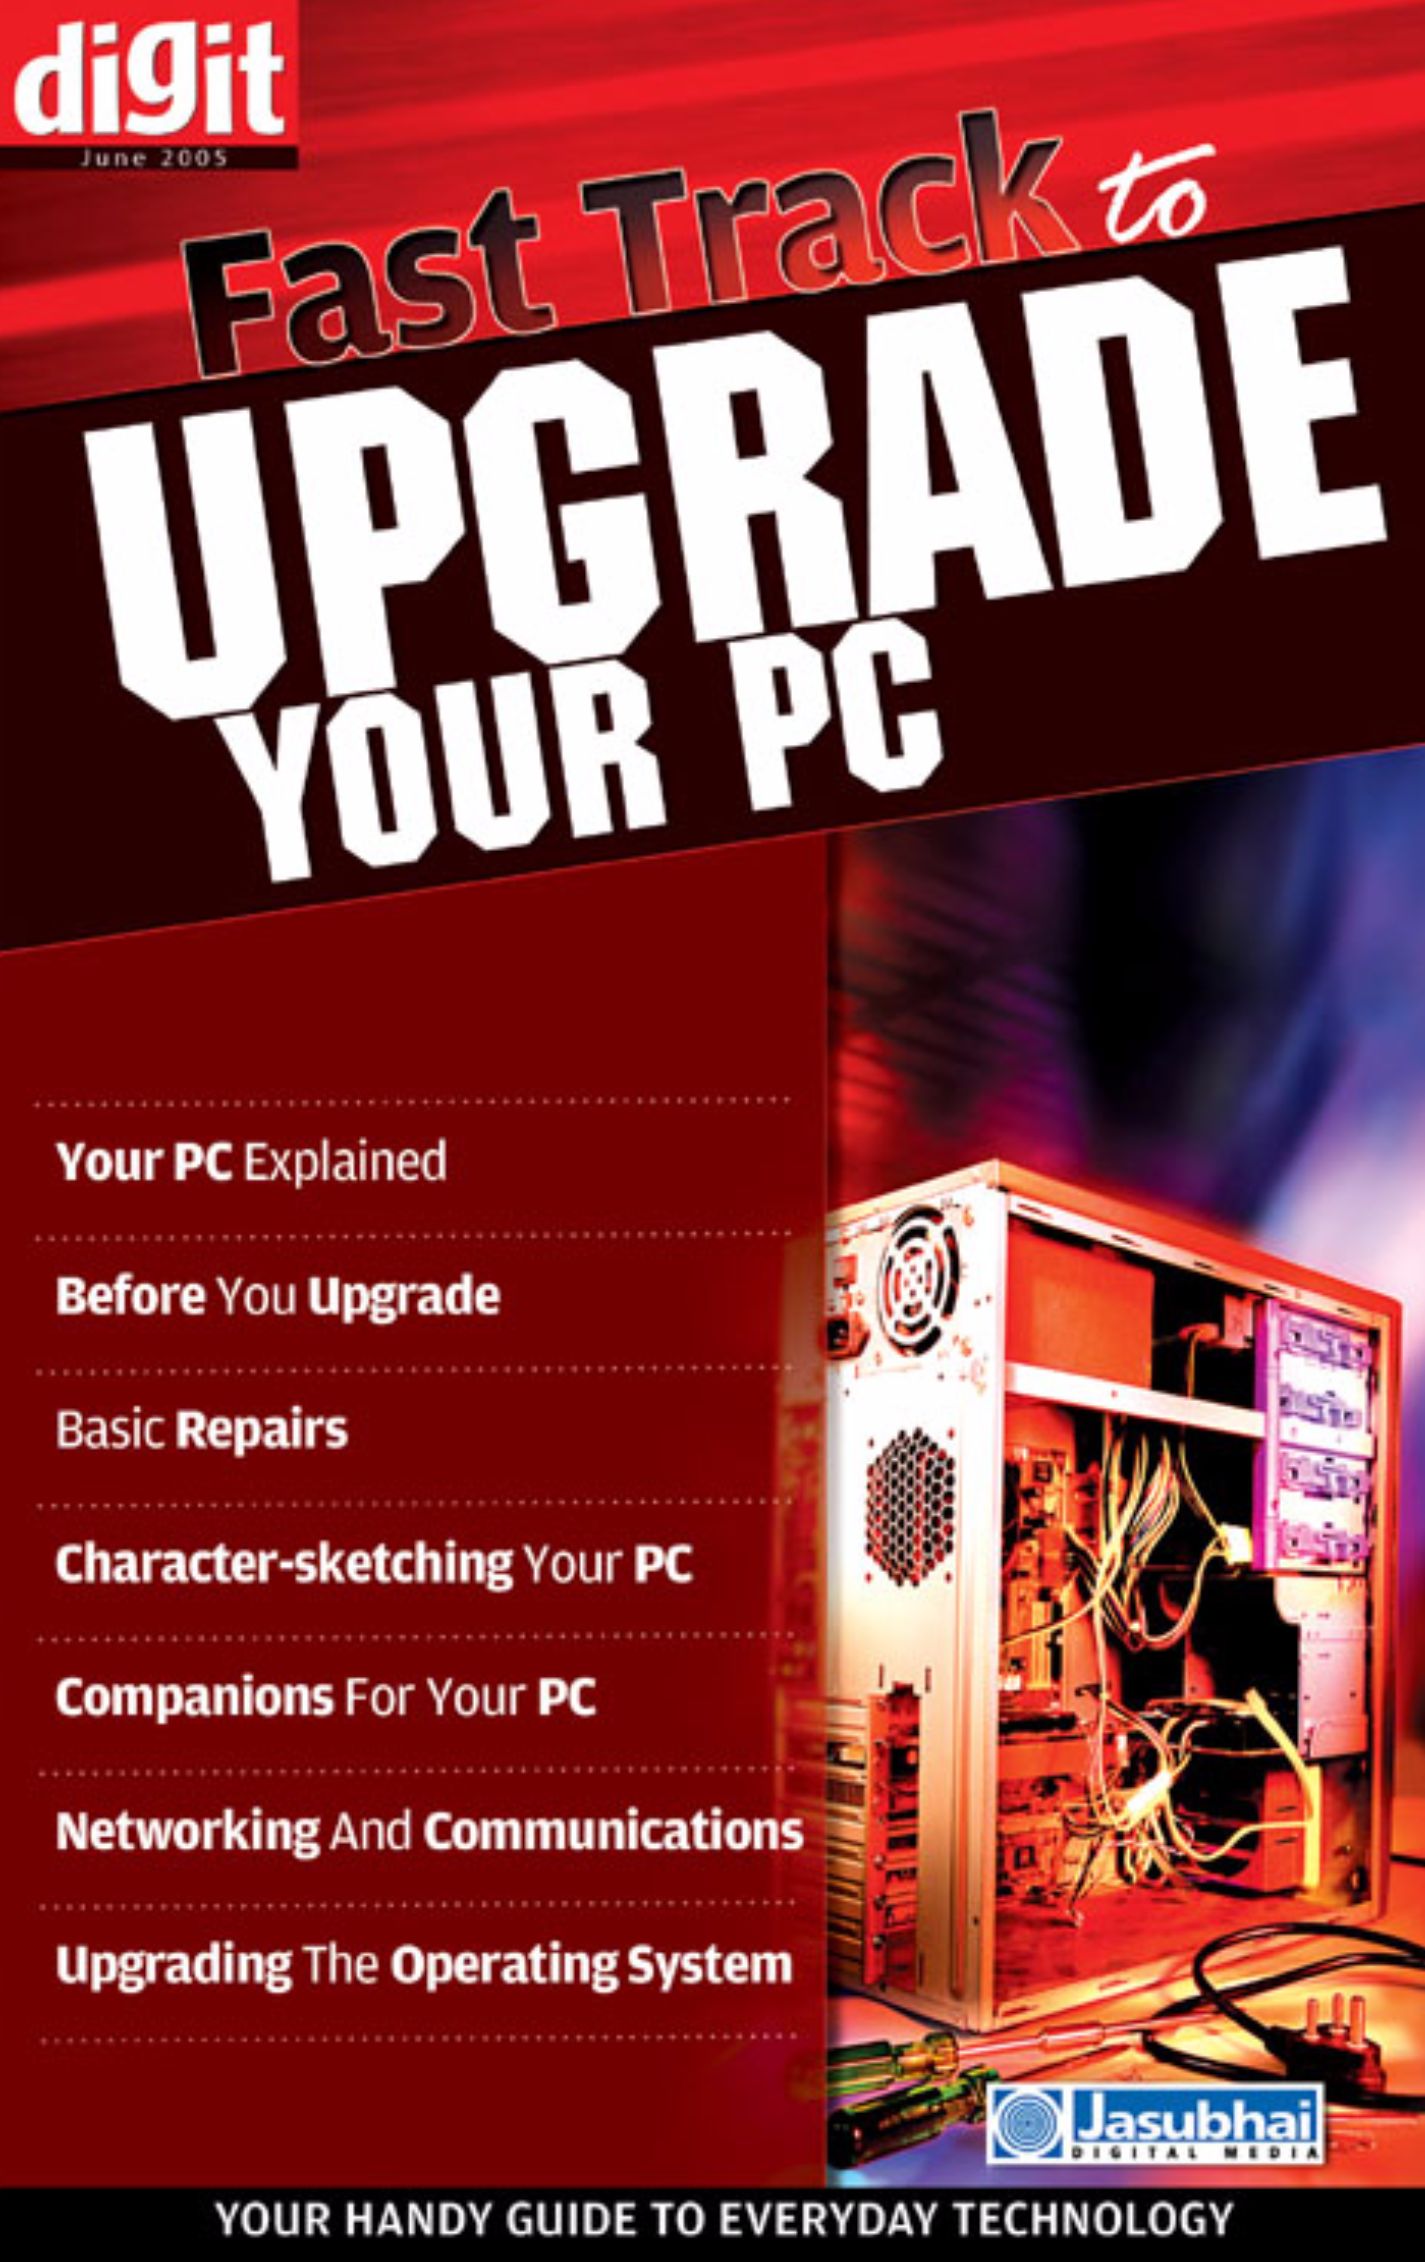 digit
June 2005
Fast Track to
UPGRADE
YOUR PC
Your PC Explained
Before You Upgrade
Basic Repairs
Character-sketching Your PC
Companions For Your PC
Networking And Communications
Upgrading The Operating System
Jasubhai
DIGITAL MEDIA
YOUR HANDY GUIDE TO EVERYDAY TECHNOLOGY